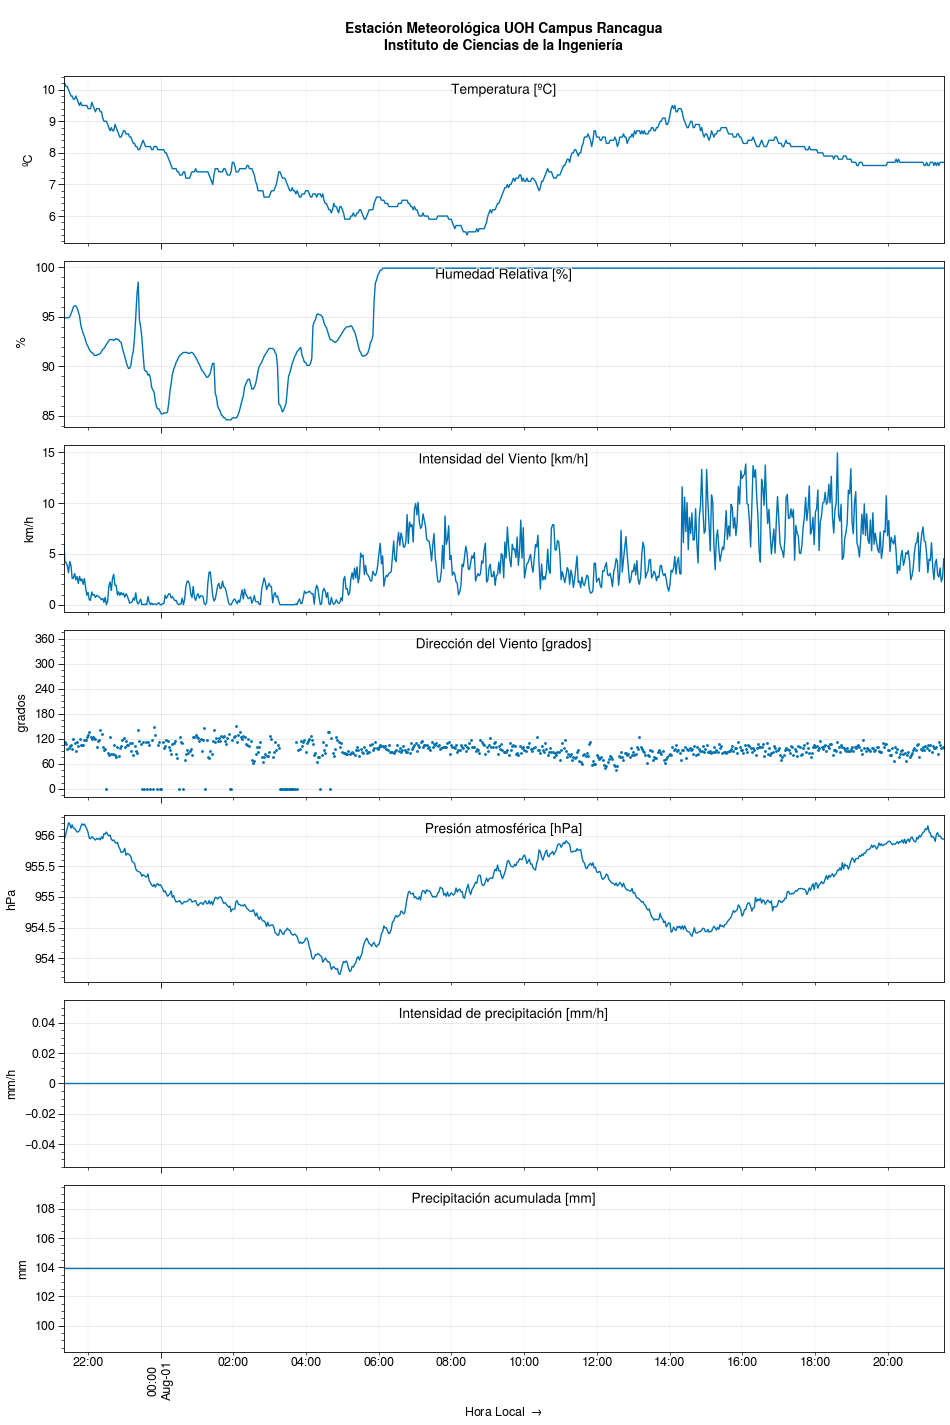 Estación Meteorológica UOH Campus Rancagua
Instituto de Ciencias de la Ingeniería
Temperatura [ºC]
ºC
10
9
8
7
6
Humedad Relativa [%]
%
100
95
90
85
Intensidad del Viento [km/h]
km/h
15
10
5
0
Dirección del Viento [grados]
grados
360
300
240
180
120
60
0
Presión atmosférica [hPa]
hPa
956
955.5
955
954.5
954
Intensidad de precipitación [mm/h]
mm/h
0.04
0.02
0
−0.02
−0.04
Precipitación acumulada [mm]
mm
108
106
104
102
100
22:00
00:00
Aug-01
02:00
04:00
06:00
08:00
10:00
12:00
14:00
16:00
18:00
20:00
Hora Local →